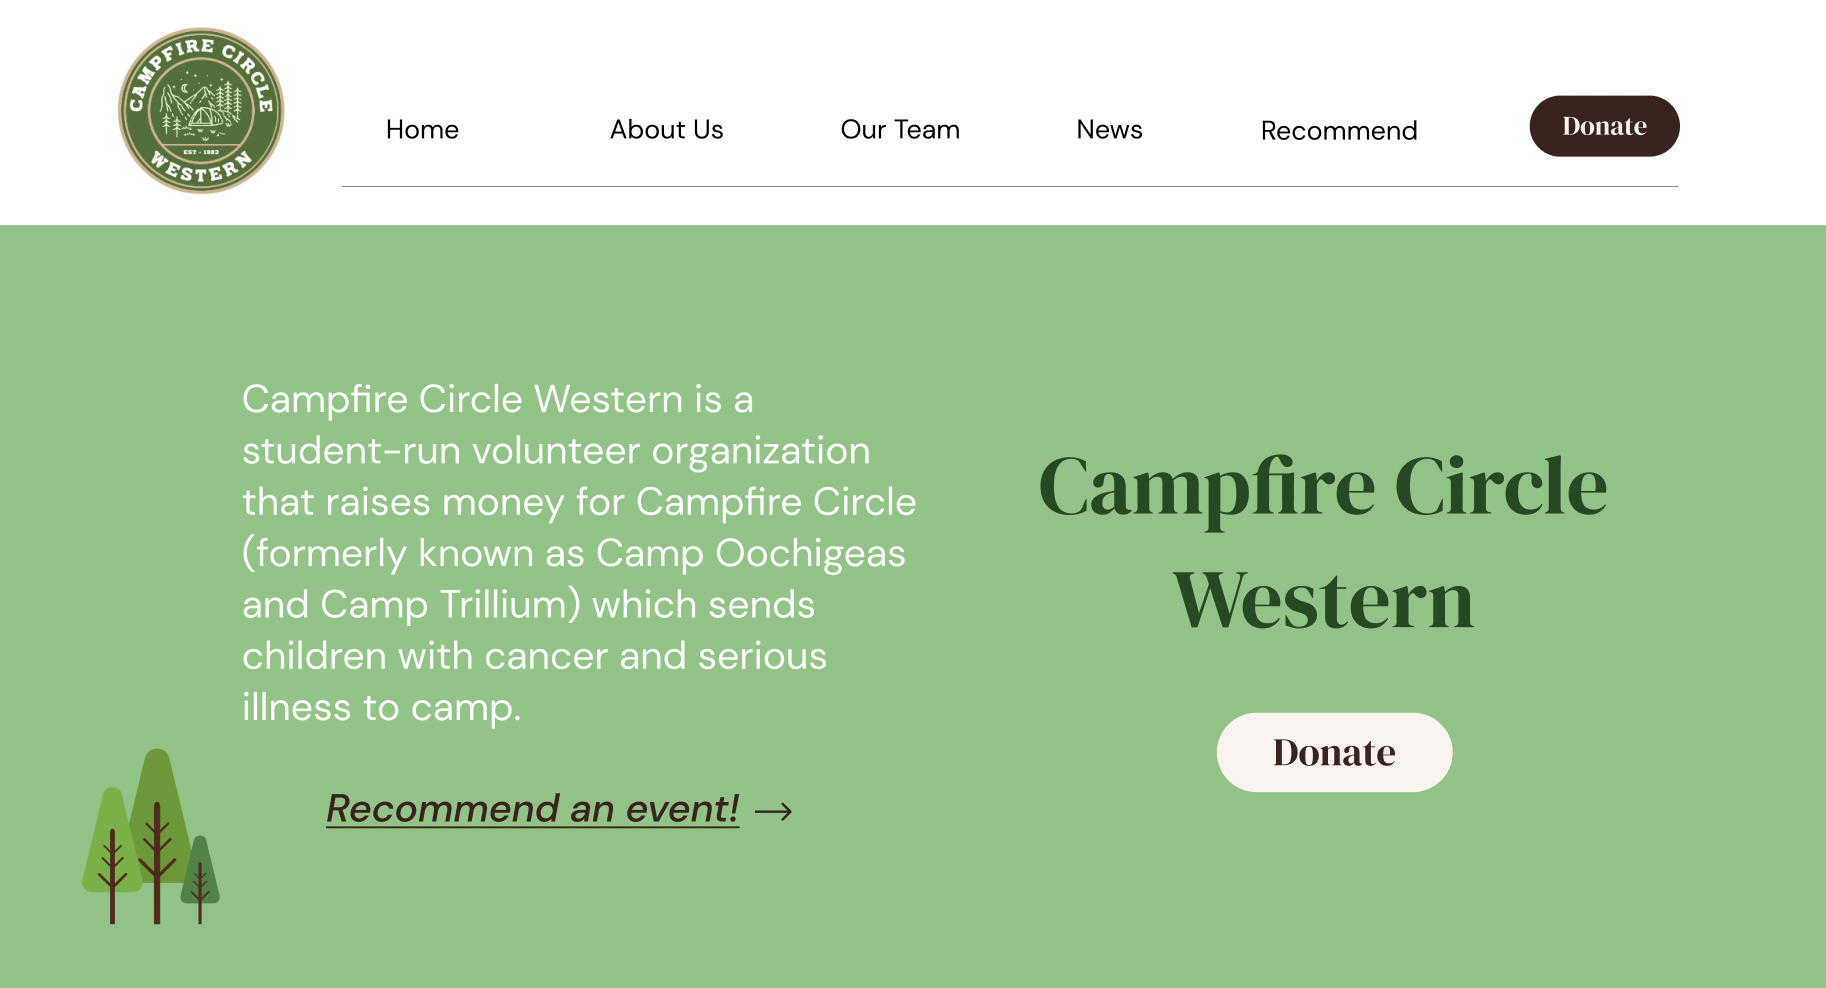 CAMPFIRE CIRCLE
EST - 1983
WESTERN
Home
About Us
Our Team
News
Recommend
Donate
Campfire Circle Western is a
student-run volunteer organization
that raises money for Campfire Circle
(formerly known as Camp Oochigeas
and Camp Trillium) which sends
children with cancer and serious
illness to camp.
Recommend an event! →
Campfire Circle
Western
Donate